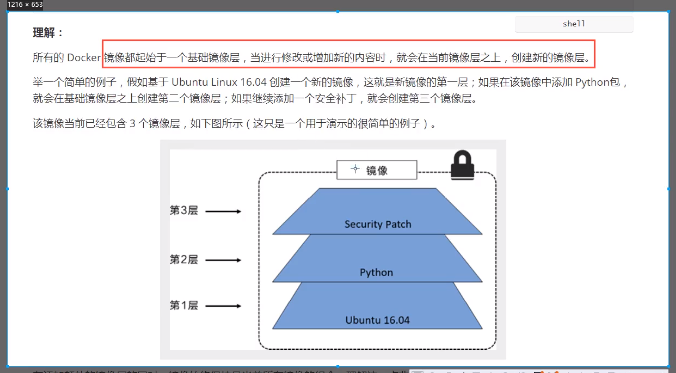 1216 × 653
shell
理解：
所有的 Docker 镜像都起始于一个基础镜像层，当进行修改或增加新的内容时，就会在当前镜像层之上，创建新的镜像层。
举一个简单的例子，假如基于 Ubuntu Linux 16.04 创建一个新的镜像，这就是新镜像的第一层；如果在该镜像中添加 Python包，
就会在基础镜像层之上创建第二个镜像层；如果继续添加一个安全补丁，就会创建第三个镜像层。
该镜像当前已经包含 3 个镜像层，如下图所示（这只是一个用于演示的很简单的例子）。
镜像
第3层
Security Patch
第2层
Python
第1层
Ubuntu 16.04